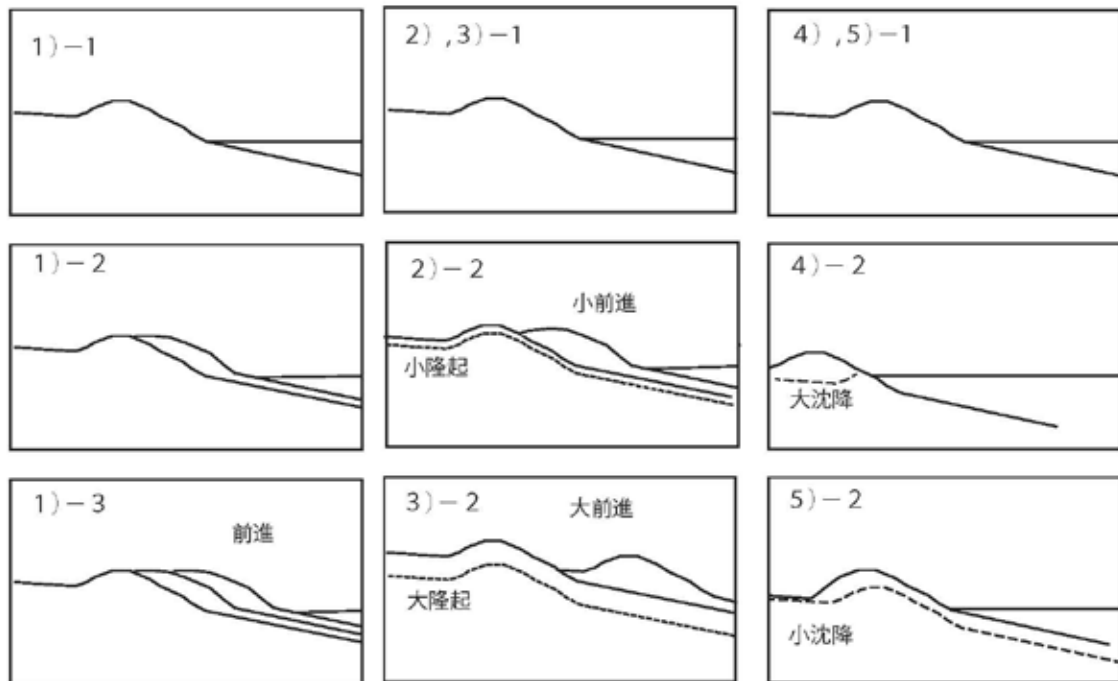 1)−1
2) , 3)−1
4) , 5)−1
1)−2
2)−2
小前進
小隆起
4)−2
大沈降
1)−3
前進
3)−2
大前進
大隆起
5)−2
小沈降